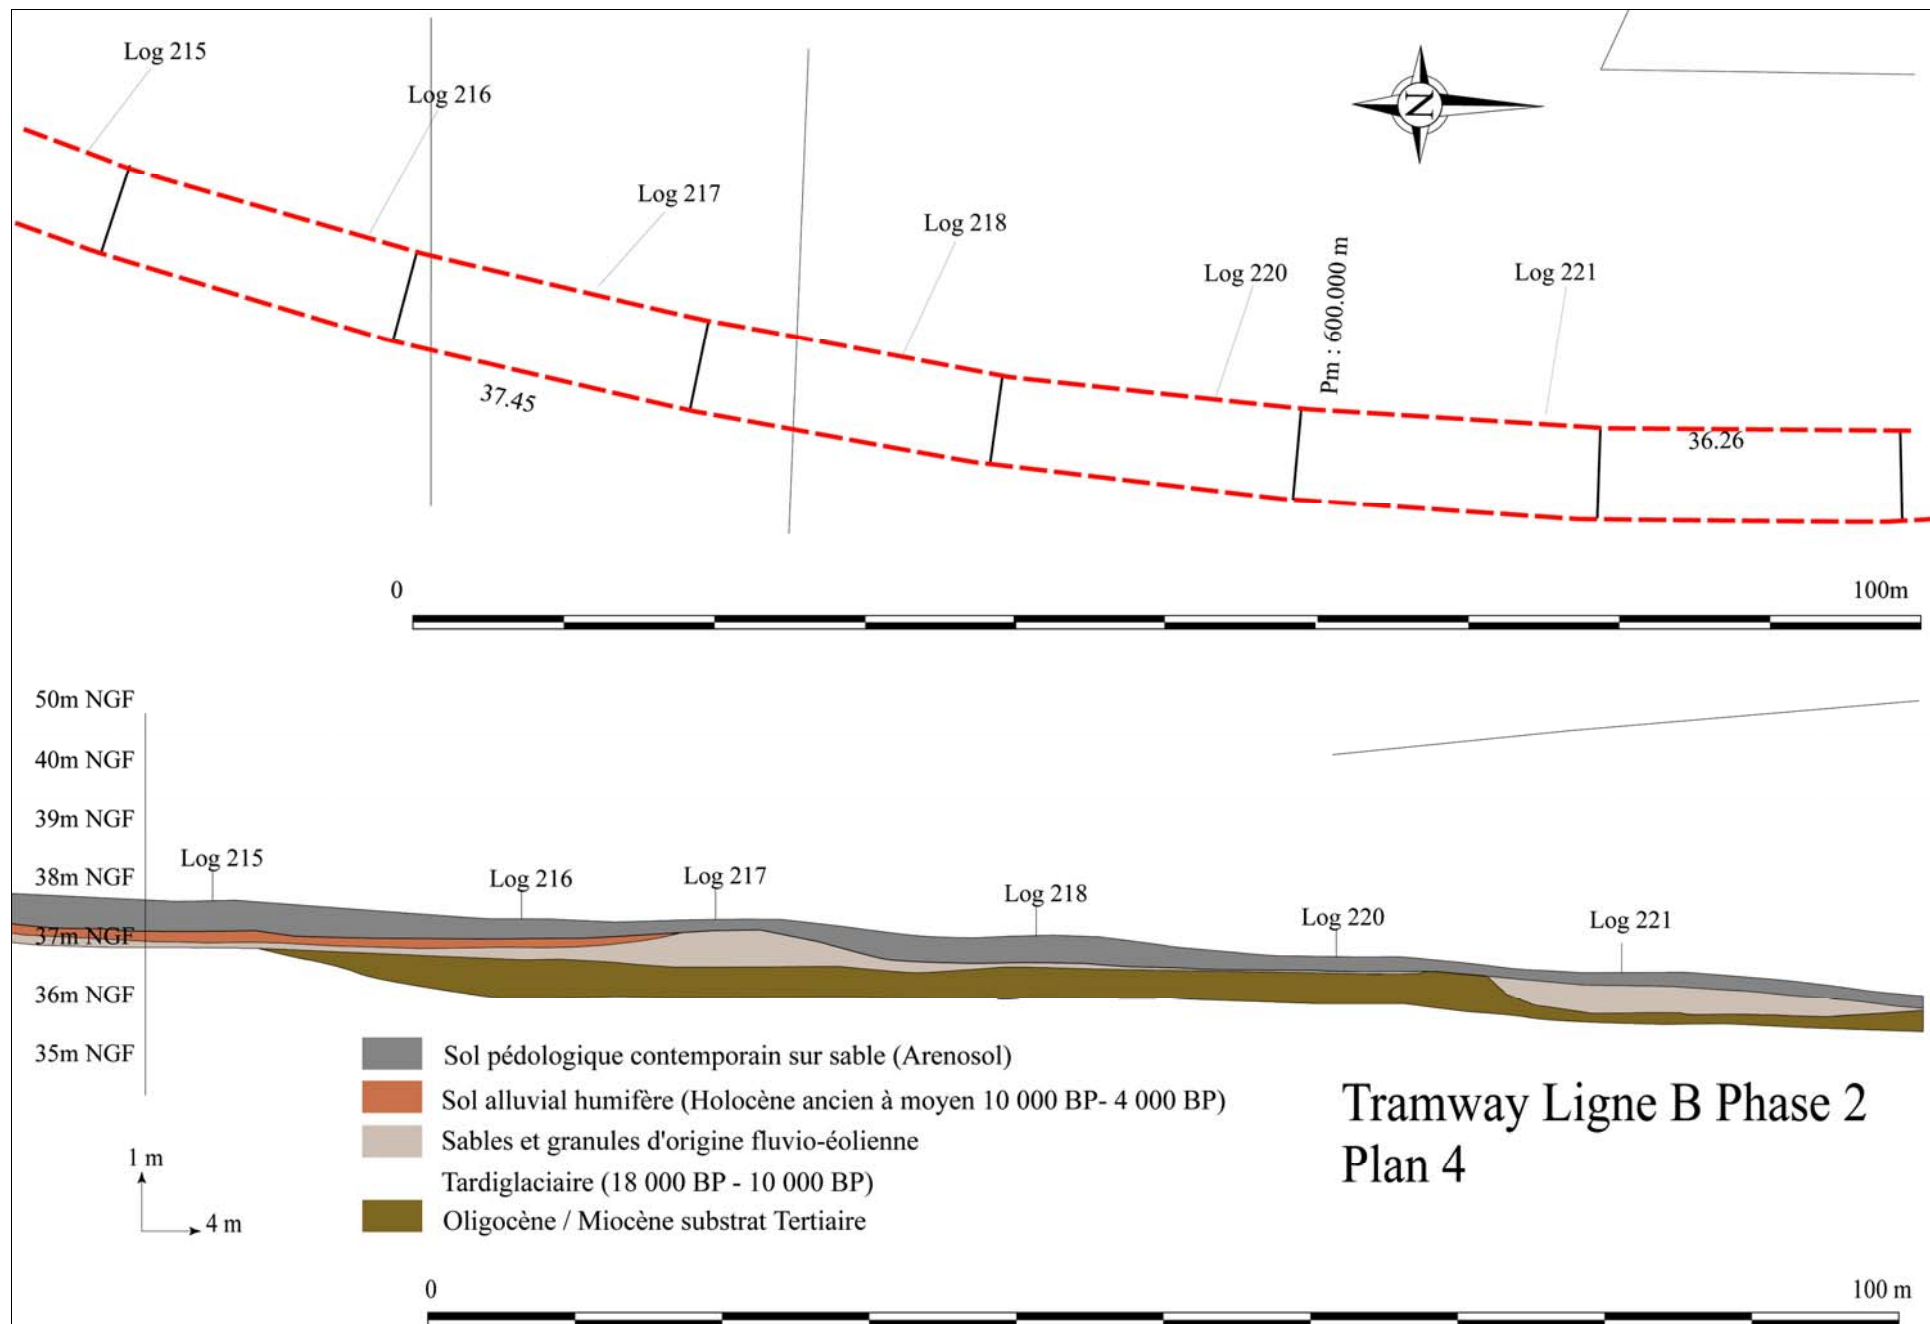 Log 215
Log 216
Log 217
Log 218
Log 220
Pm : 600.000 m
Log 221
N
37.45
36.26
0
100m
50m NGF
40m NGF
39m NGF
38m NGF
37m NGF
36m NGF
35m NGF
Log 215
Log 216
Log 217
Log 218
Log 220
Log 221
Sol pédologique contemporain sur sable (Arenosol)
Sol alluvial humifère (Holocène ancien à moyen 10 000 BP- 4 000 BP)
Sables et granules d'origine fluvio-éolienne
Tardiglaciaire (18 000 BP - 10 000 BP)
Oligocène / Miocène substrat Tertiaire
1 m
4 m
Tramway Ligne B Phase 2
Plan 4
0
100 m